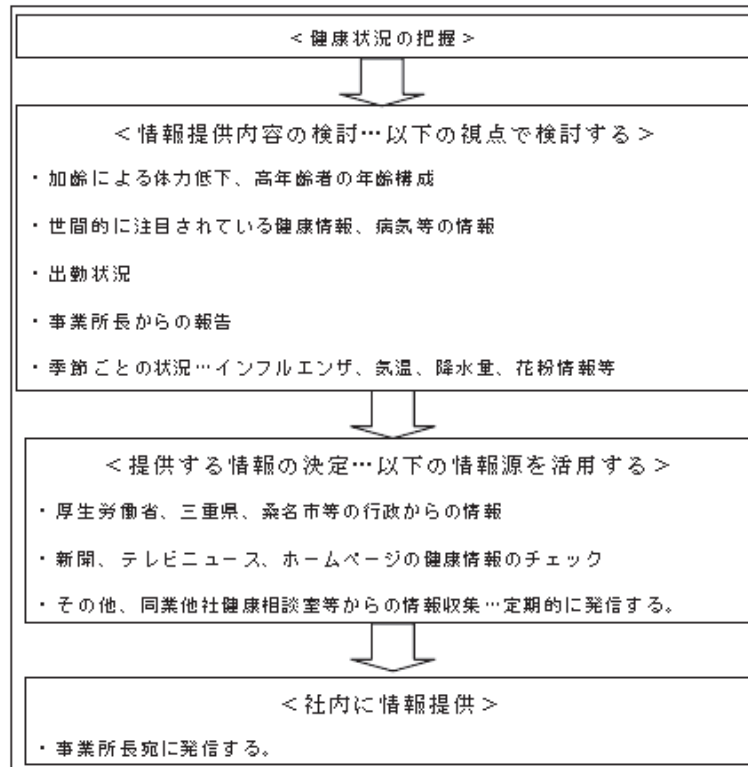 ＜健康状況の把握＞
＜情報提供内容の検討…以下の視点で検討する＞
・加齢による体力低下、高年齢者の年齢構成
・世間的に注目されている健康情報、病気等の情報
・出勤状況
・事業所長からの報告
・季節ごとの状況…インフルエンザ、気温、降水量、花粉情報等
＜提供する情報の決定…以下の情報源を活用する＞
・厚生労働省、三重県、桑名市等の行政からの情報
・新聞、テレビニュース、ホームページの健康情報のチェック
・その他、同業他社健康相談室等からの情報収集…定期的に発信する。
＜社内に情報提供＞
・事業所長宛に発信する。